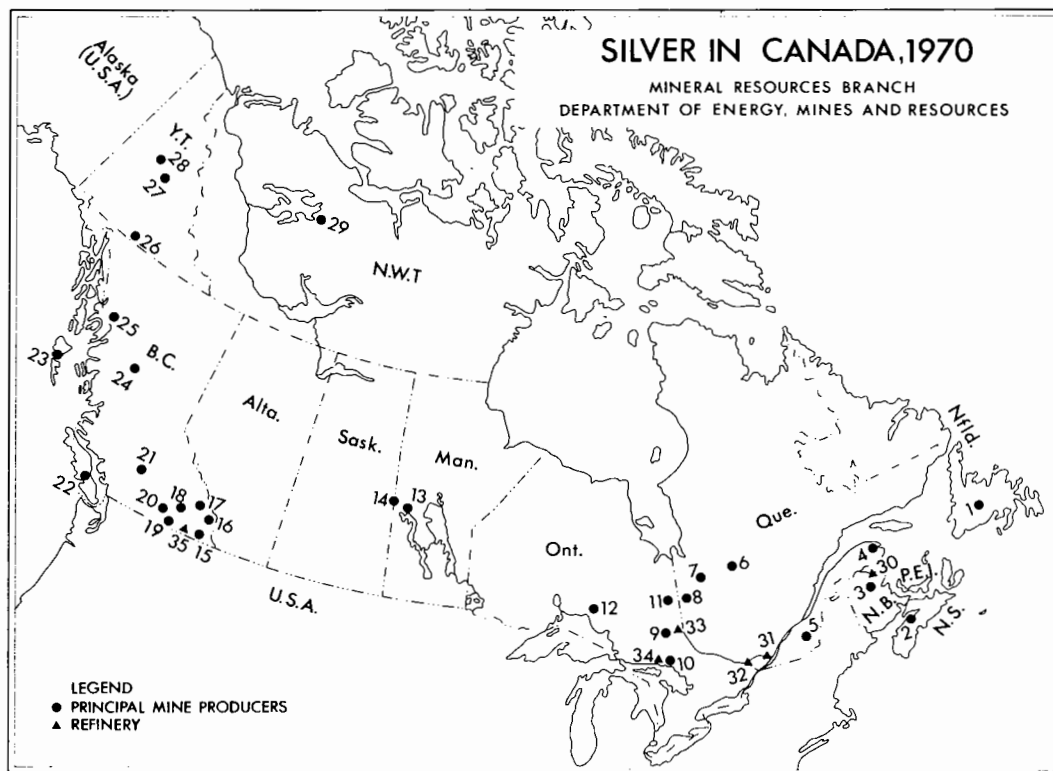 SILVER IN CANADA, 1970
MINERAL RESOURCES BRANCH
DEPARTMENT OF ENERGY, MINES AND RESOURCES
Alaska
(U.S.A.)
Y.T.
28
27
26
29
N.W.T
25
B.C.
23
24
Alta.
Sask.
Man.
Nfld.
21
22
20
18
17
16
19
35
15
14
13
1
Que.
Ont.
6
7
4
30
P.E.I.
3
N.B.
N.S.
2
U.S.A.
12
11
8
9
33
5
31
34
10
32
LEGEND
● PRINCIPAL MINE PRODUCERS
▲ REFINERY